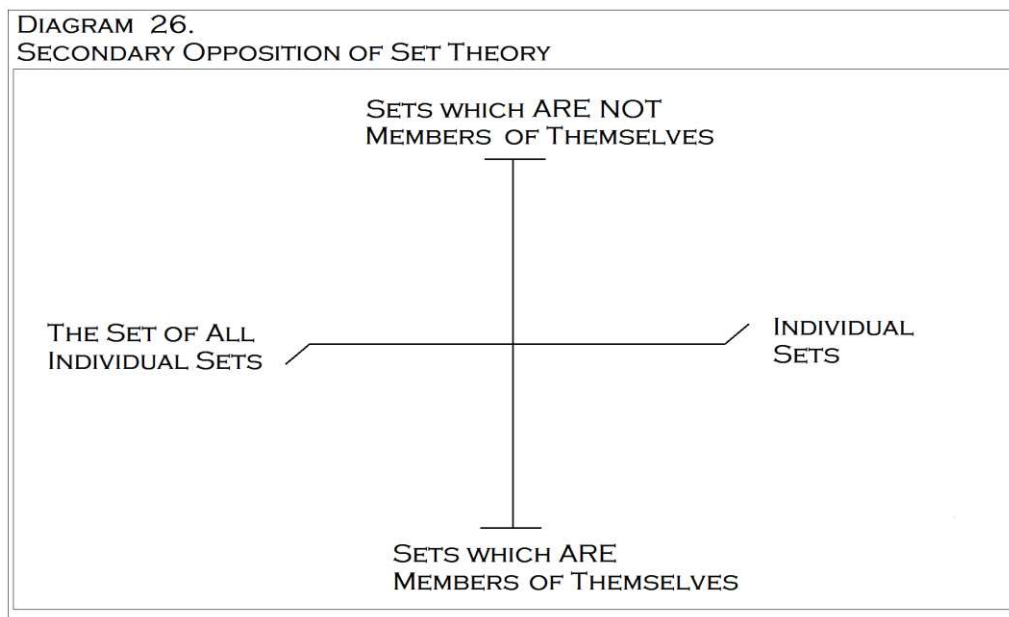 DIAGRAM 26.
SECONDARY OPPOSITION OF SET THEORY
SETS WHICH ARE NOT
MEMBERS OF THEMSELVES
THE SET OF ALL
INDIVIDUAL SETS
INDIVIDUAL
SETS
SETS WHICH ARE
MEMBERS OF THEMSELVES